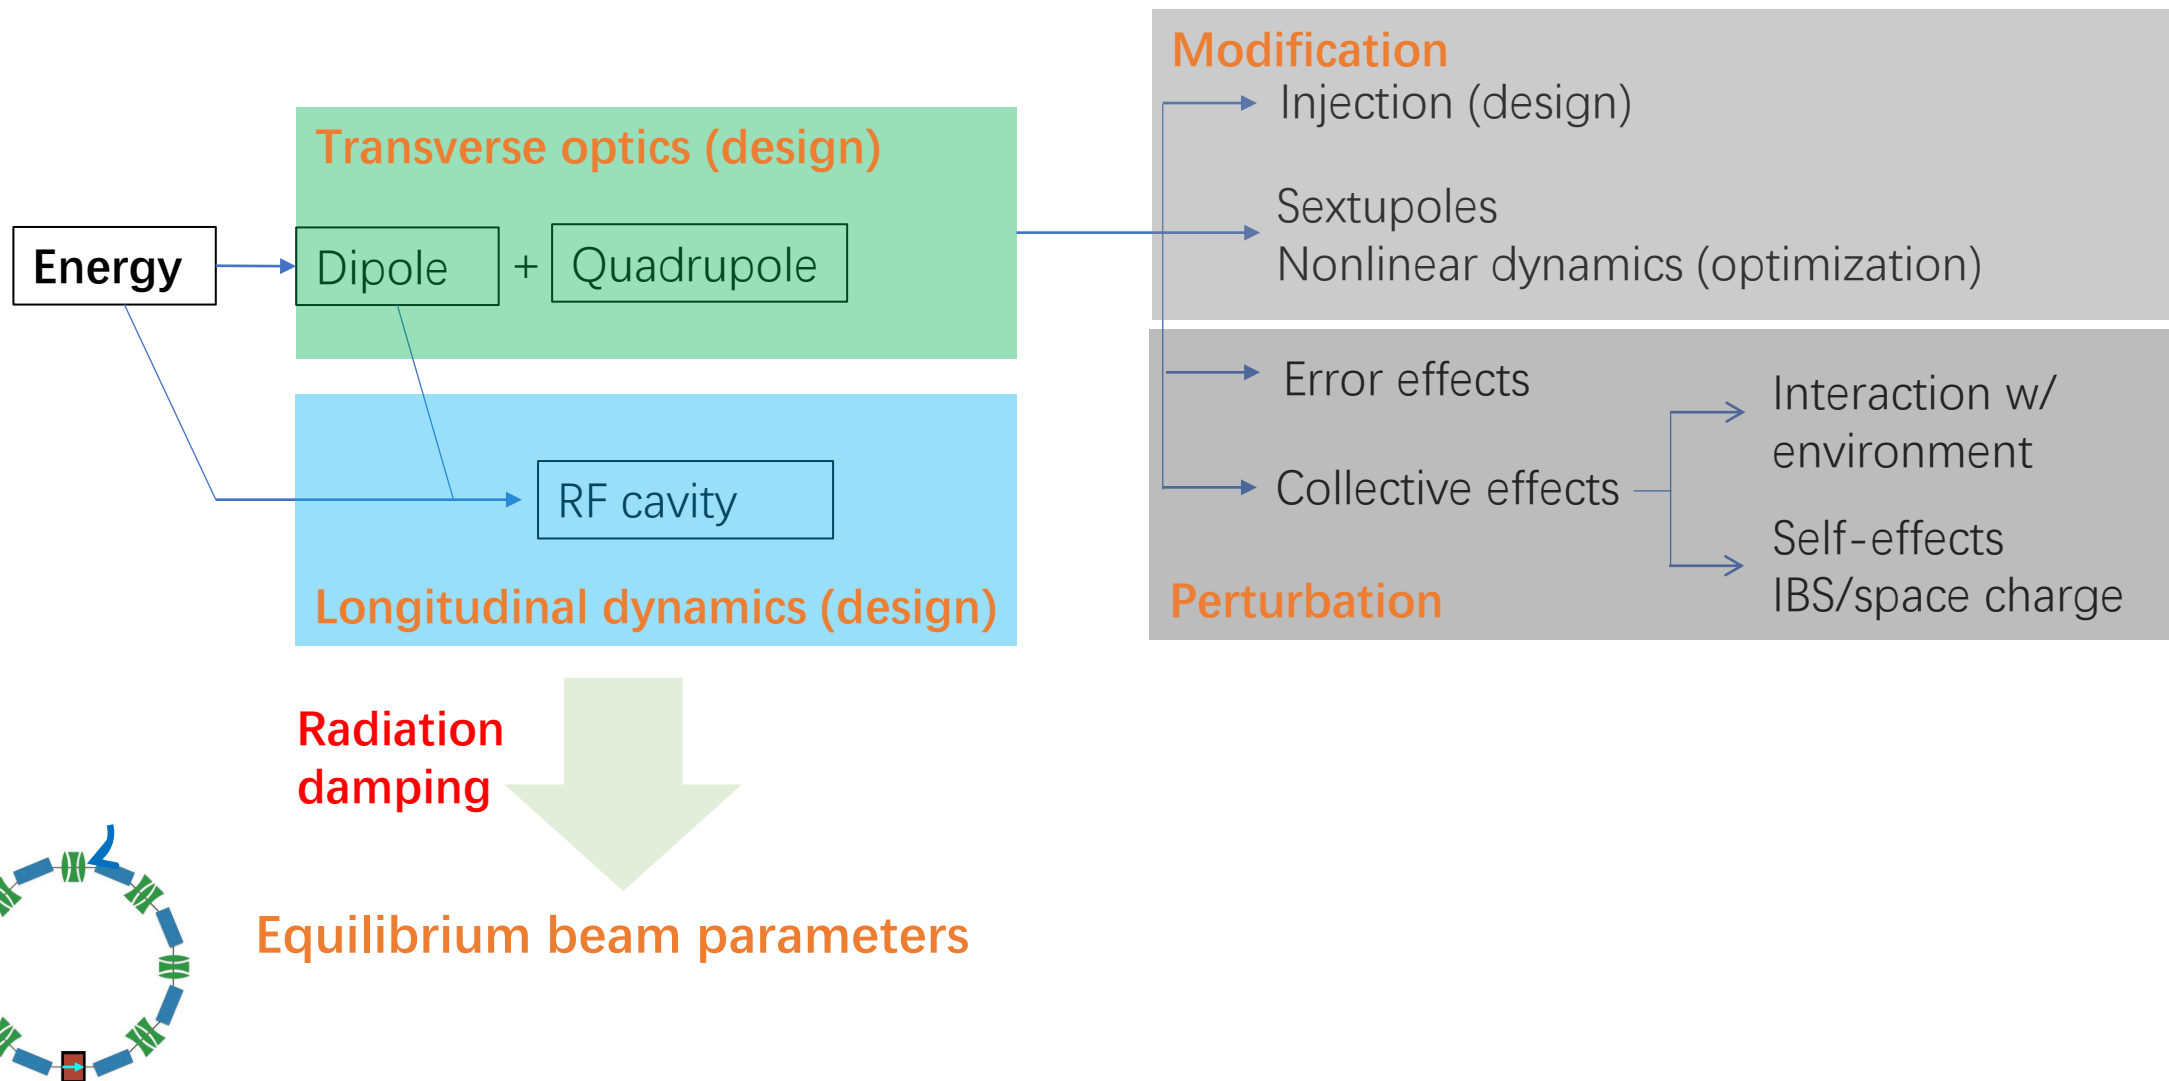 Energy
Transverse optics (design)
Dipole
+
Quadrupole
RF cavity
Longitudinal dynamics (design)
Radiation
damping
Equilibrium beam parameters
Modification
Injection (design)
Sextupoles
Nonlinear dynamics (optimization)
Error effects
Collective effects
Interaction w/
environment
Self-effects
IBS/space charge
Perturbation